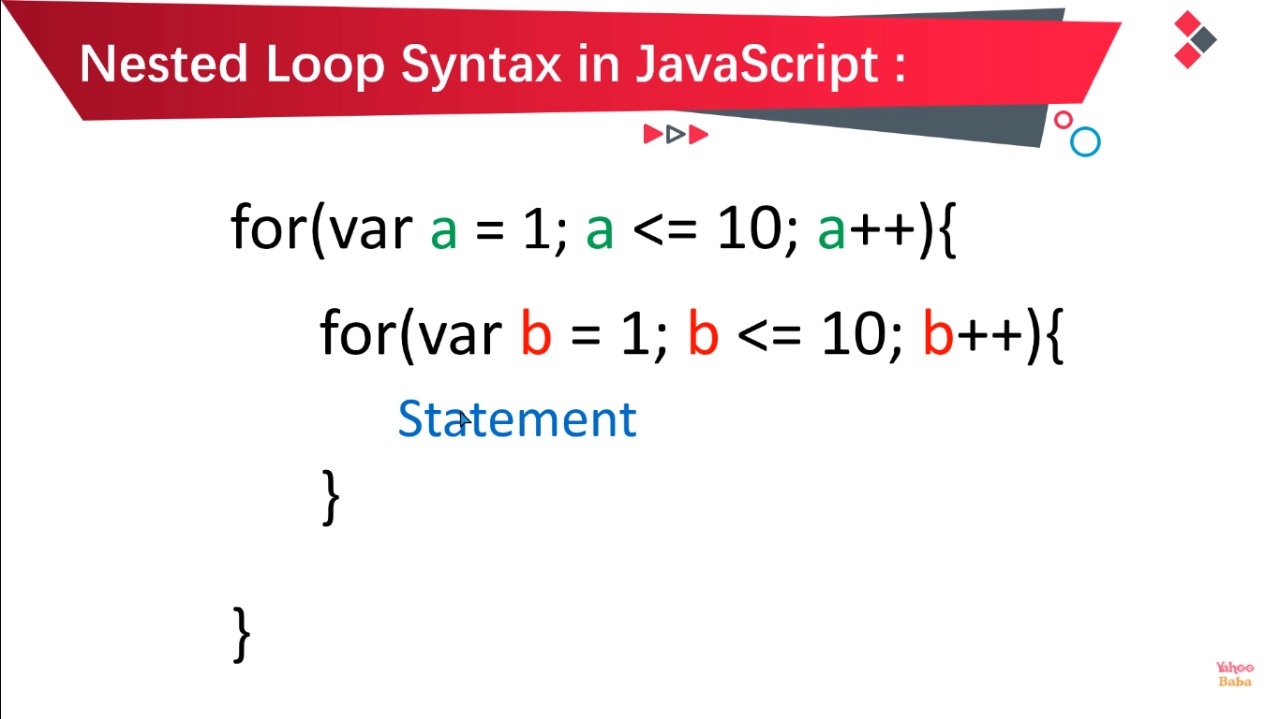 Nested Loop Syntax in JavaScript :
for(var a = 1; a <= 10; a++){
for(var b = 1; b <= 10; b++){
Statement
}
}
Yahoo
Baba